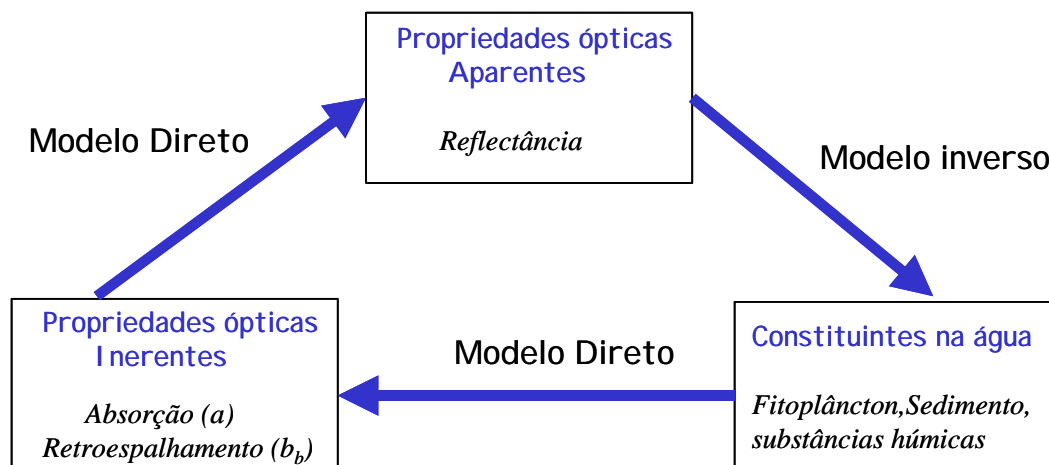 Propriedades ópticas
Aparentes
Reflectância
Modelo Direto
Modelo inverso
Propriedades ópticas
Inerentes
Absorção (a)
Retroespalhamento (b_b)
Modelo Direto
Constituintes na água
Fitoplâncton,Sedimento,
substâncias húmicas